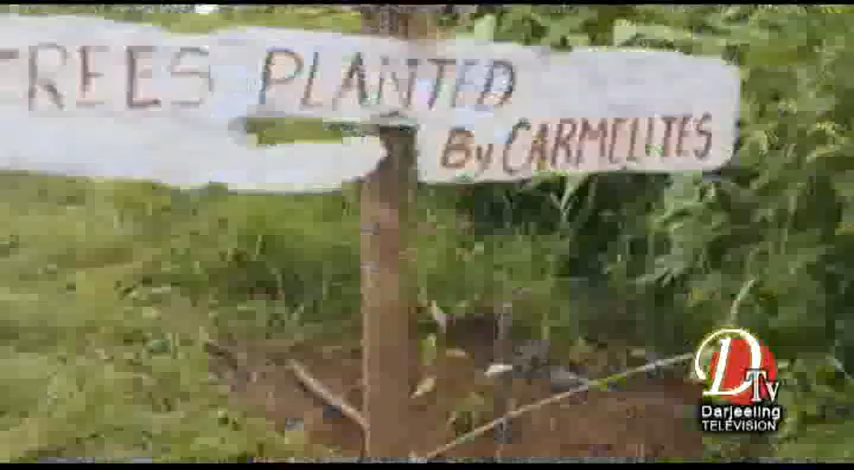 TREES PLANTED
By CARMELITES
DTV
Darjeeling
TELEVISION